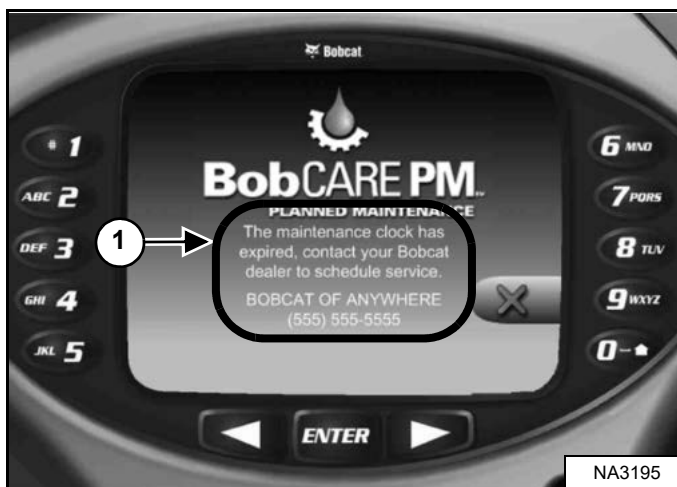 Bobcat
BobCARE PM™
PLANNED MAINTENANCE
The maintenance clock has
expired, contact your Bobcat
dealer to schedule service.
BOBCAT OF ANYWHERE
(555) 555-5555
1
# 1
ABC 2
DEF 3
GHI 4
JKL 5
6 MNO
7 PQRS
8 TUV
9 WXYZ
0-
ENTER
NA3195